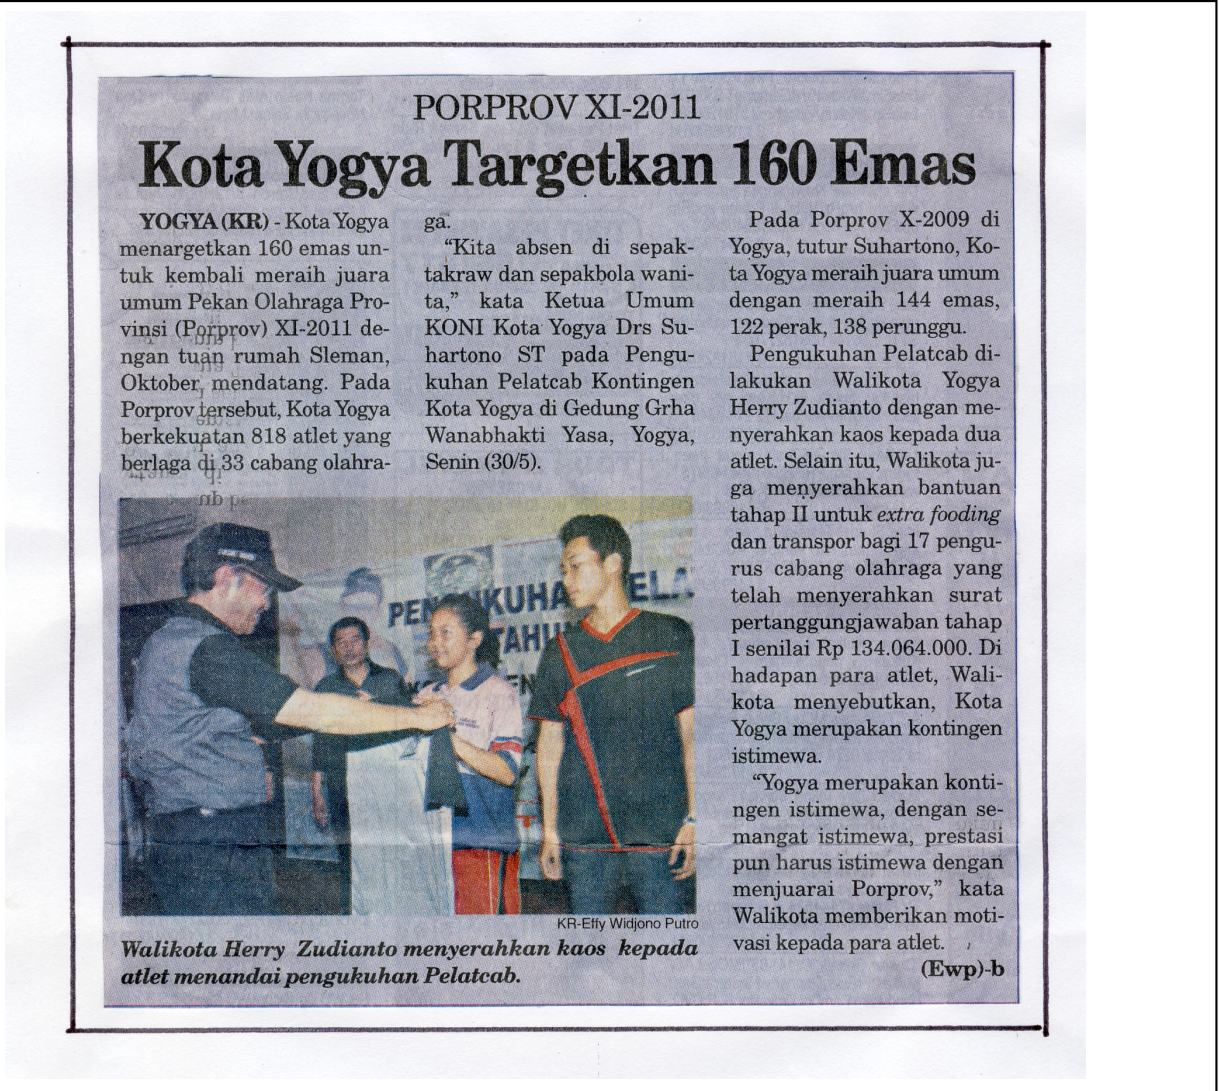 PORPROV XI-2011
Kota Yogya Targetkan 160 Emas
YOGYA (KR) - Kota Yogya
menargetkan 160 emas un-
tuk kembali meraih juara
umum Pekan Olahraga Pro-
vinsi (Porprov) XI-2011 de-
ngan tuan rumah Sleman,
Oktober, mendatang. Pada
Porprov tersebut, Kota Yogya
berkekuatan 818 atlet yang
berlaga di 33 cabang olahra-
ga.
"Kita absen di sepak-
takraw dan sepakbola wani-
ta," kata Ketua Umum
KONI Kota Yogya Drs Su-
hartono ST pada Pengu-
kuhan Pelatcab Kontingen
Kota Yogya di Gedung Grha
Wanabhakti Yasa, Yogya,
Senin (30/5).
Pada Porprov X-2009 di
Yogya, tutur Suhartono, Ko-
ta Yogya meraih juara umum
dengan meraih 144 emas,
122 perak, 138 perunggu.
Pengukuhan Pelatcab di-
lakukan Walikota Yogya
Herry Zudianto dengan me-
nyerahkan kaos kepada dua
atlet. Selain itu, Walikota ju-
ga menyerahkan bantuan
tahap II untuk extra fooding
dan transpor bagi 17 pengu-
rus cabang olahraga yang
telah menyerahkan surat
pertanggungjawaban tahap
I senilai Rp 134.064.000. Di
hadapan para atlet, Wali-
kota menyebutkan, Kota
Yogya merupakan kontingen
istimewa.
"Yogya merupakan konti-
ngen istimewa, dengan se-
mangat istimewa, prestasi
pun harus istimewa dengan
menjuarai Porprov," kata
Walikota memberikan moti-
vasi kepada para atlet.
(Ewp)-b
PENGUKUHA ELA
TAHU
KR-Effy Widjono Putro
Walikota Herry Zudianto menyerahkan kaos kepada
atlet menandai pengukuhan Pelatcab.